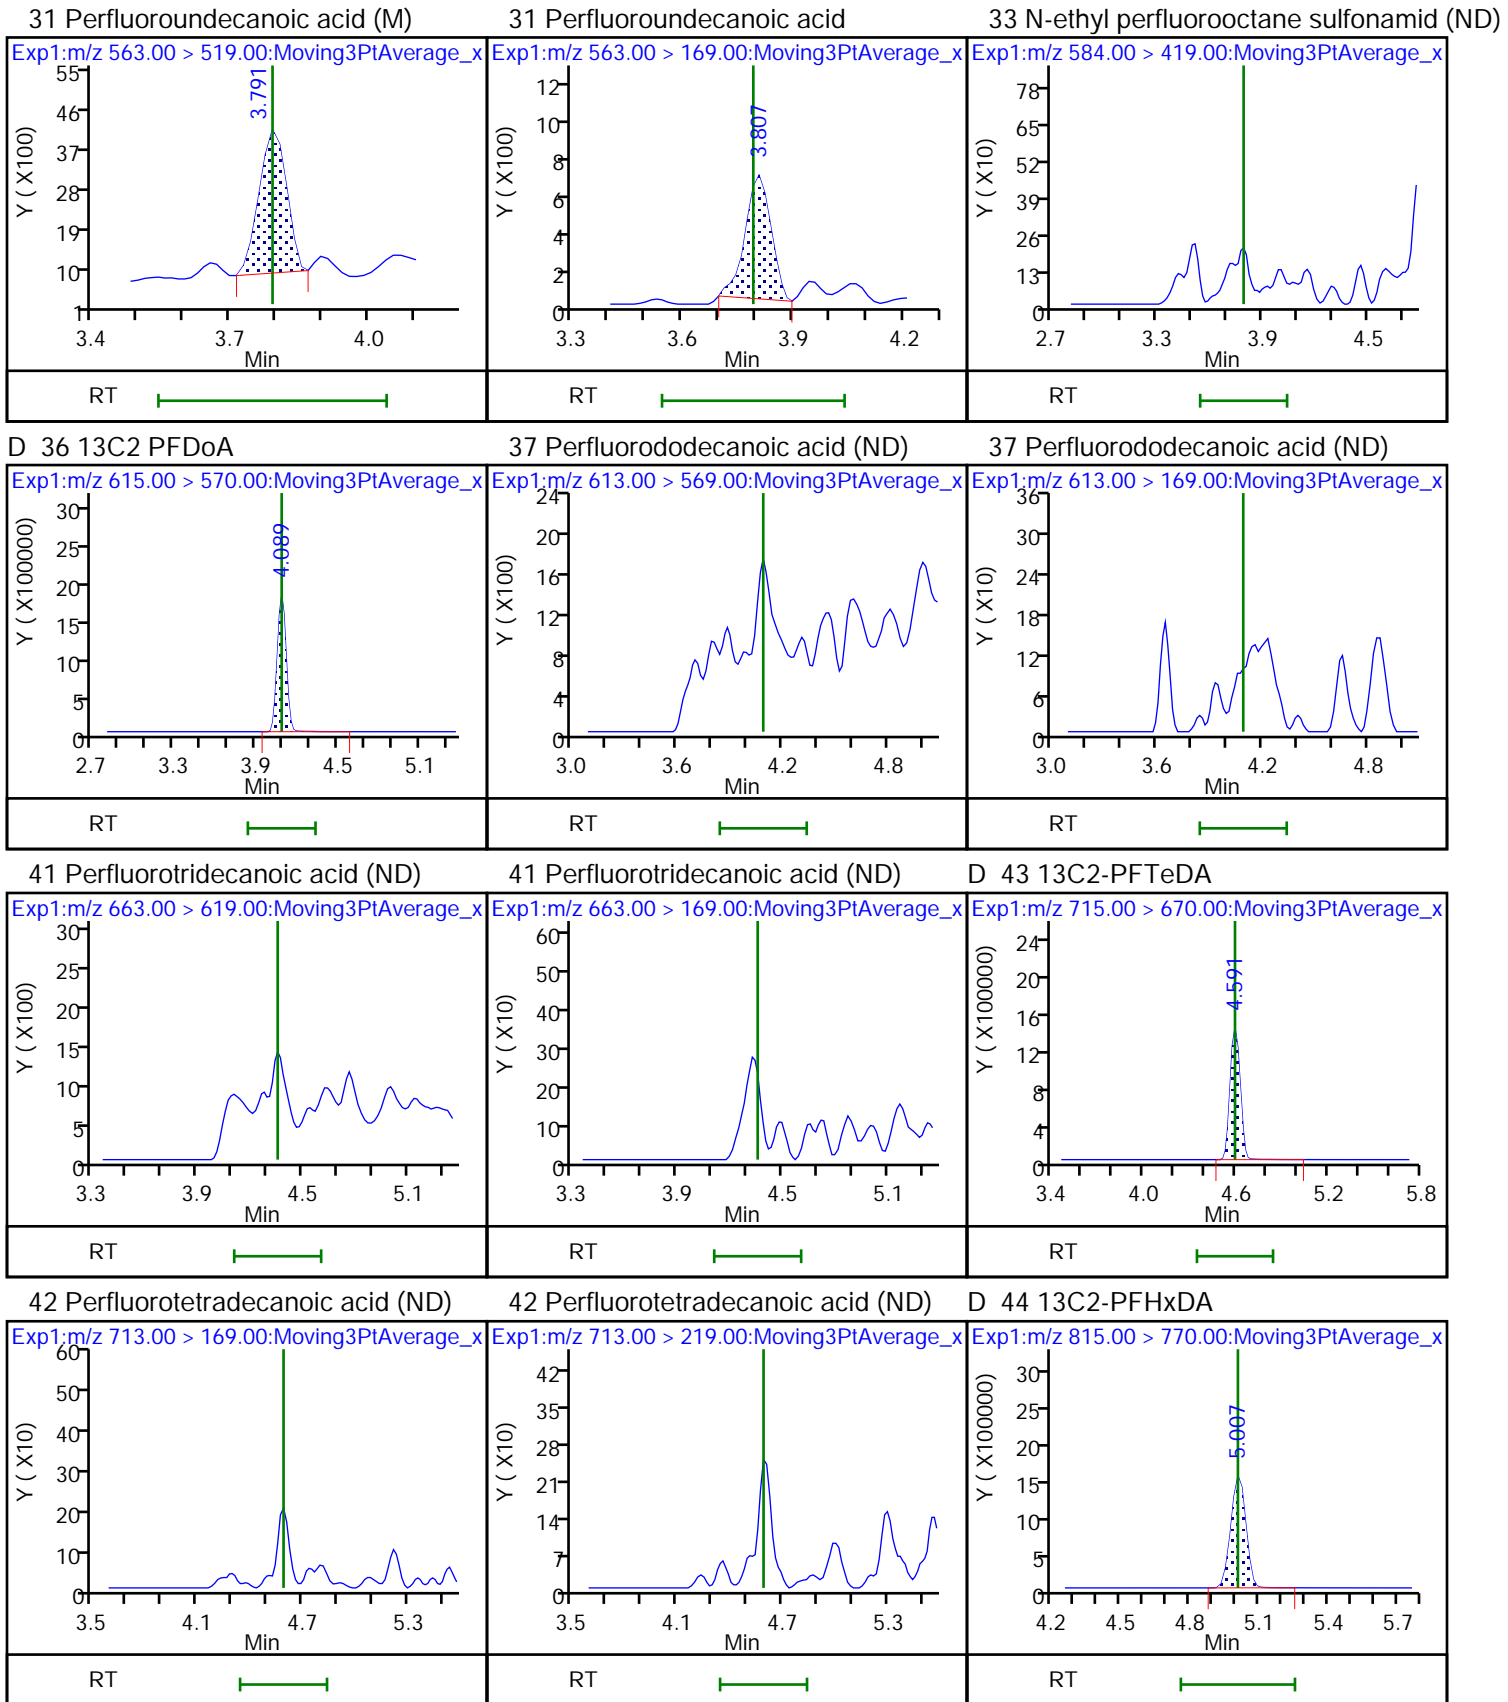 31 Perfluoroundecanoic acid (M)
Exp1:m/z 563.00 > 519.00:Moving3PtAverage_x
Y ( X100)
55
46
37
28
19
10
1
3.791
3.4 3.7 4.0
Min
RT
31 Perfluoroundecanoic acid
Exp1:m/z 563.00 > 169.00:Moving3PtAverage_x
Y ( X100)
12
10
8
6
4
2
0
3.807
3.3 3.6 3.9 4.2
Min
RT
33 N-ethyl perfluorooctane sulfonamid (ND)
Exp1:m/z 584.00 > 419.00:Moving3PtAverage_x
Y ( X10)
78
65
52
39
26
13
0
2.7 3.3 3.9 4.5
Min
RT
D 36 13C2 PFDoA
Exp1:m/z 615.00 > 570.00:Moving3PtAverage_x
Y ( X100000)
30
25
20
15
10
5
0
4.089
2.7 3.3 3.9 4.5 5.1
Min
RT
37 Perfluorododecanoic acid (ND)
Exp1:m/z 613.00 > 569.00:Moving3PtAverage_x
Y ( X100)
24
20
16
12
8
4
0
3.0 3.6 4.2 4.8
Min
RT
37 Perfluorododecanoic acid (ND)
Exp1:m/z 613.00 > 169.00:Moving3PtAverage_x
Y ( X10)
36
30
24
18
12
6
0
3.0 3.6 4.2 4.8
Min
RT
41 Perfluorotridecanoic acid (ND)
Exp1:m/z 663.00 > 619.00:Moving3PtAverage_x
Y ( X100)
30
25
20
15
10
5
0
3.3 3.9 4.5 5.1
Min
RT
41 Perfluorotridecanoic acid (ND)
Exp1:m/z 663.00 > 169.00:Moving3PtAverage_x
Y ( X10)
60
50
40
30
20
10
0
3.3 3.9 4.5 5.1
Min
RT
D 43 13C2-PFTeDA
Exp1:m/z 715.00 > 670.00:Moving3PtAverage_x
Y ( X100000)
24
20
16
12
8
4
0
4.591
3.4 4.0 4.6 5.2 5.8
Min
RT
42 Perfluorotetradecanoic acid (ND)
Exp1:m/z 713.00 > 169.00:Moving3PtAverage_x
Y ( X10)
60
50
40
30
20
10
0
3.5 4.1 4.7 5.3
Min
RT
42 Perfluorotetradecanoic acid (ND)
Exp1:m/z 713.00 > 219.00:Moving3PtAverage_x
Y ( X10)
42
35
28
21
14
7
0
3.5 4.1 4.7 5.3
Min
RT
D 44 13C2-PFHxDA
Exp1:m/z 815.00 > 770.00:Moving3PtAverage_x
Y ( X100000)
30
25
20
15
10
5
0
5.007
4.2 4.5 4.8 5.1 5.4 5.7
Min
RT